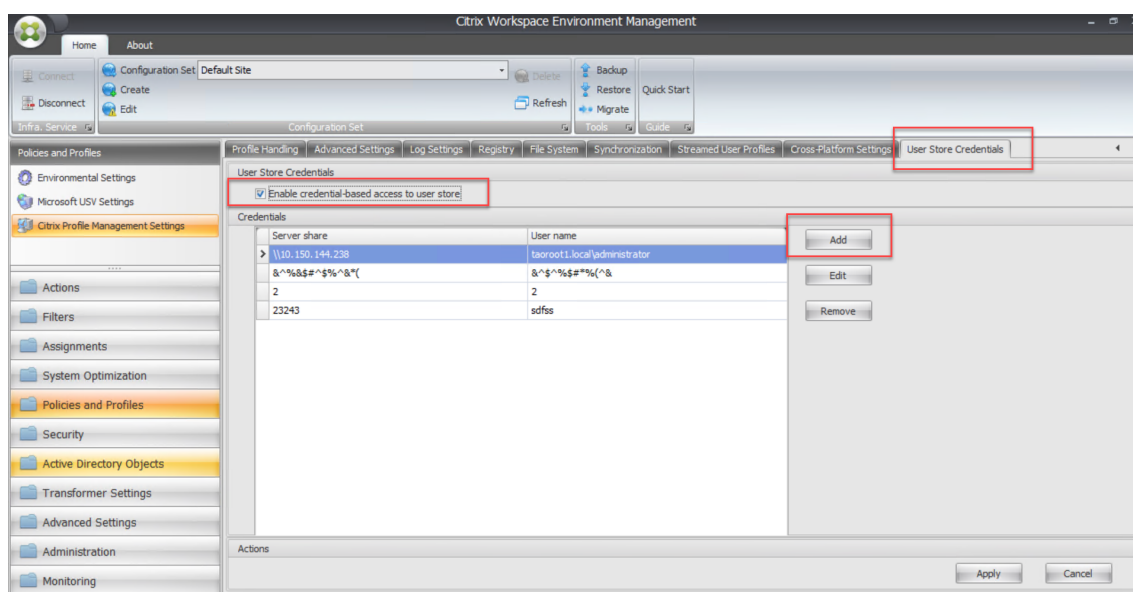 Citrix Workspace Environment Management
Home About
Connect
Disconnect
Infra. Service
Configuration Set Default Site
Create
Edit
Configuration Set
Delete
Refresh
Backup
Restore
Migrate
Tools
Quick Start
Guide
Policies and Profiles
Environmental Settings
Microsoft USV Settings
Citrix Profile Management Settings
Actions
Filters
Assignments
System Optimization
Policies and Profiles
Security
Active Directory Objects
Transformer Settings
Advanced Settings
Administration
Monitoring
Profile Handling Advanced Settings Log Settings Registry File System Synchronization Streamed User Profiles Cross-Platform Settings User Store Credentials
User Store Credentials
Enable credential-based access to user store
Credentials
Server share User name
\\10.150.144.238 taoroot1.local\administrator
&^%&$#^$%^&*( &^$^%$#*%(^&
2 2
23243 sdfss
Add
Edit
Remove
Actions
Apply Cancel